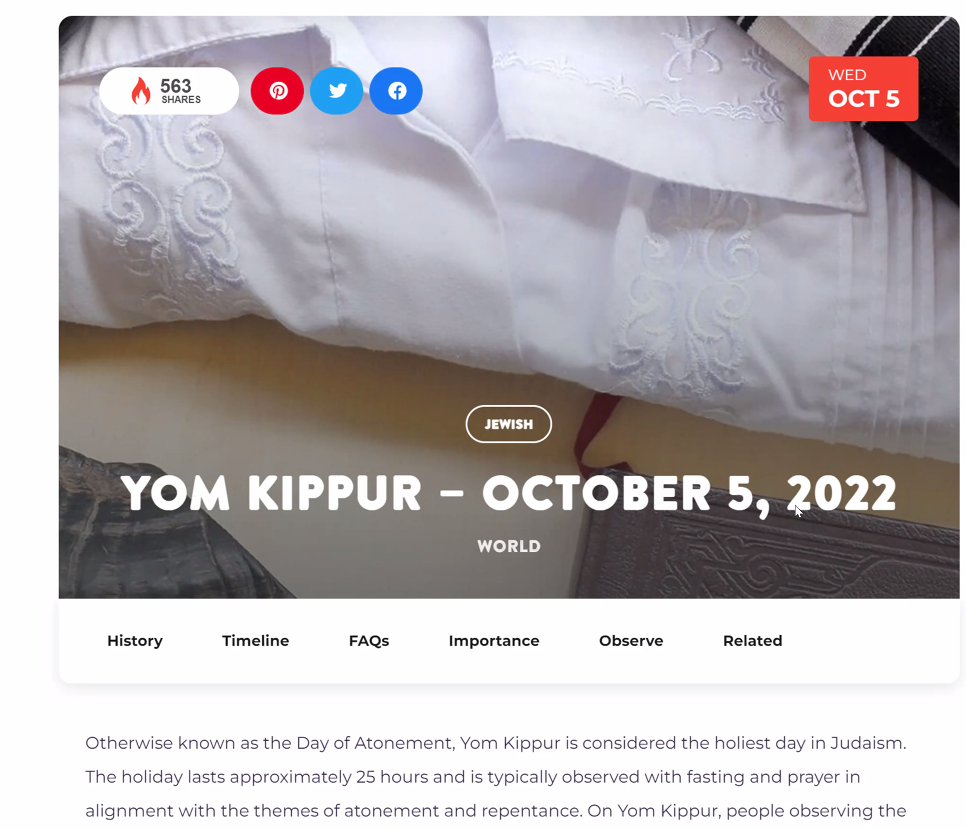 563
SHARES
WED
OCT 5
JEWISH
YOM KIPPUR – OCTOBER 5, 2022
WORLD
History Timeline FAQs Importance Observe Related
Otherwise known as the Day of Atonement, Yom Kippur is considered the holiest day in Judaism.
The holiday lasts approximately 25 hours and is typically observed with fasting and prayer in
alignment with the themes of atonement and repentance. On Yom Kippur, people observing the